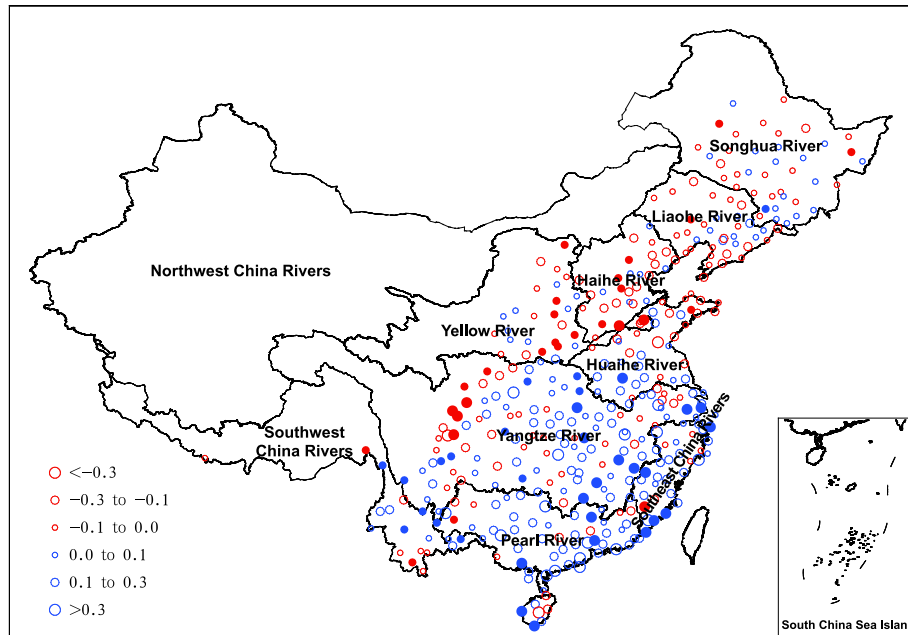 Songhua River
Liaohe River
Northwest China Rivers
Haihe River
Yellow River
Huaihe River
Southwest
China Rivers
Yangtze River
Southeast China Rivers
Pearl River
<−0.3
−0.3 to −0.1
−0.1 to 0.0
0.0 to 0.1
0.1 to 0.3
>0.3
South China Sea Islan